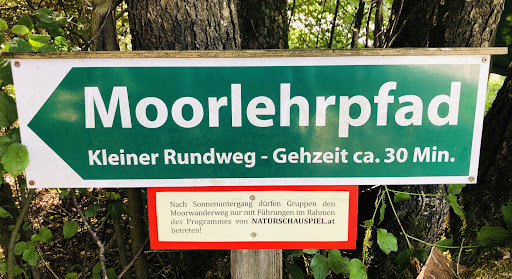 Moorlehrpfad
Kleiner Rundweg - Gehzeit ca. 30 Min.
Nach Sonnenuntergang dürfen Gruppen den
Moorwanderweg nur mit Führungen im Rahmen
des Programmes von NATURSCHAUSPIEL.at
betreten!